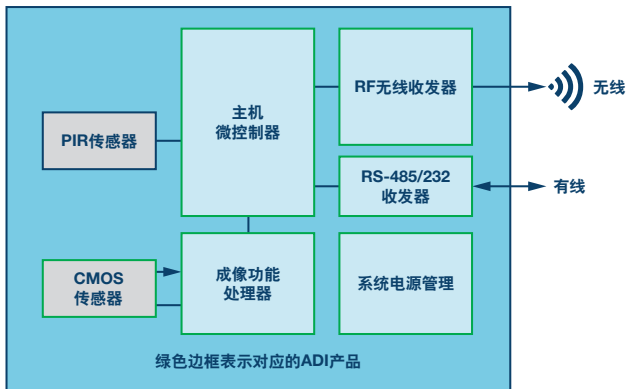 主机
微控制器
RF无线收发器
无线
PIR传感器
RS-485/232
收发器
有线
CMOS
传感器
成像功能
处理器
系统电源管理
绿色边框表示对应的ADI产品